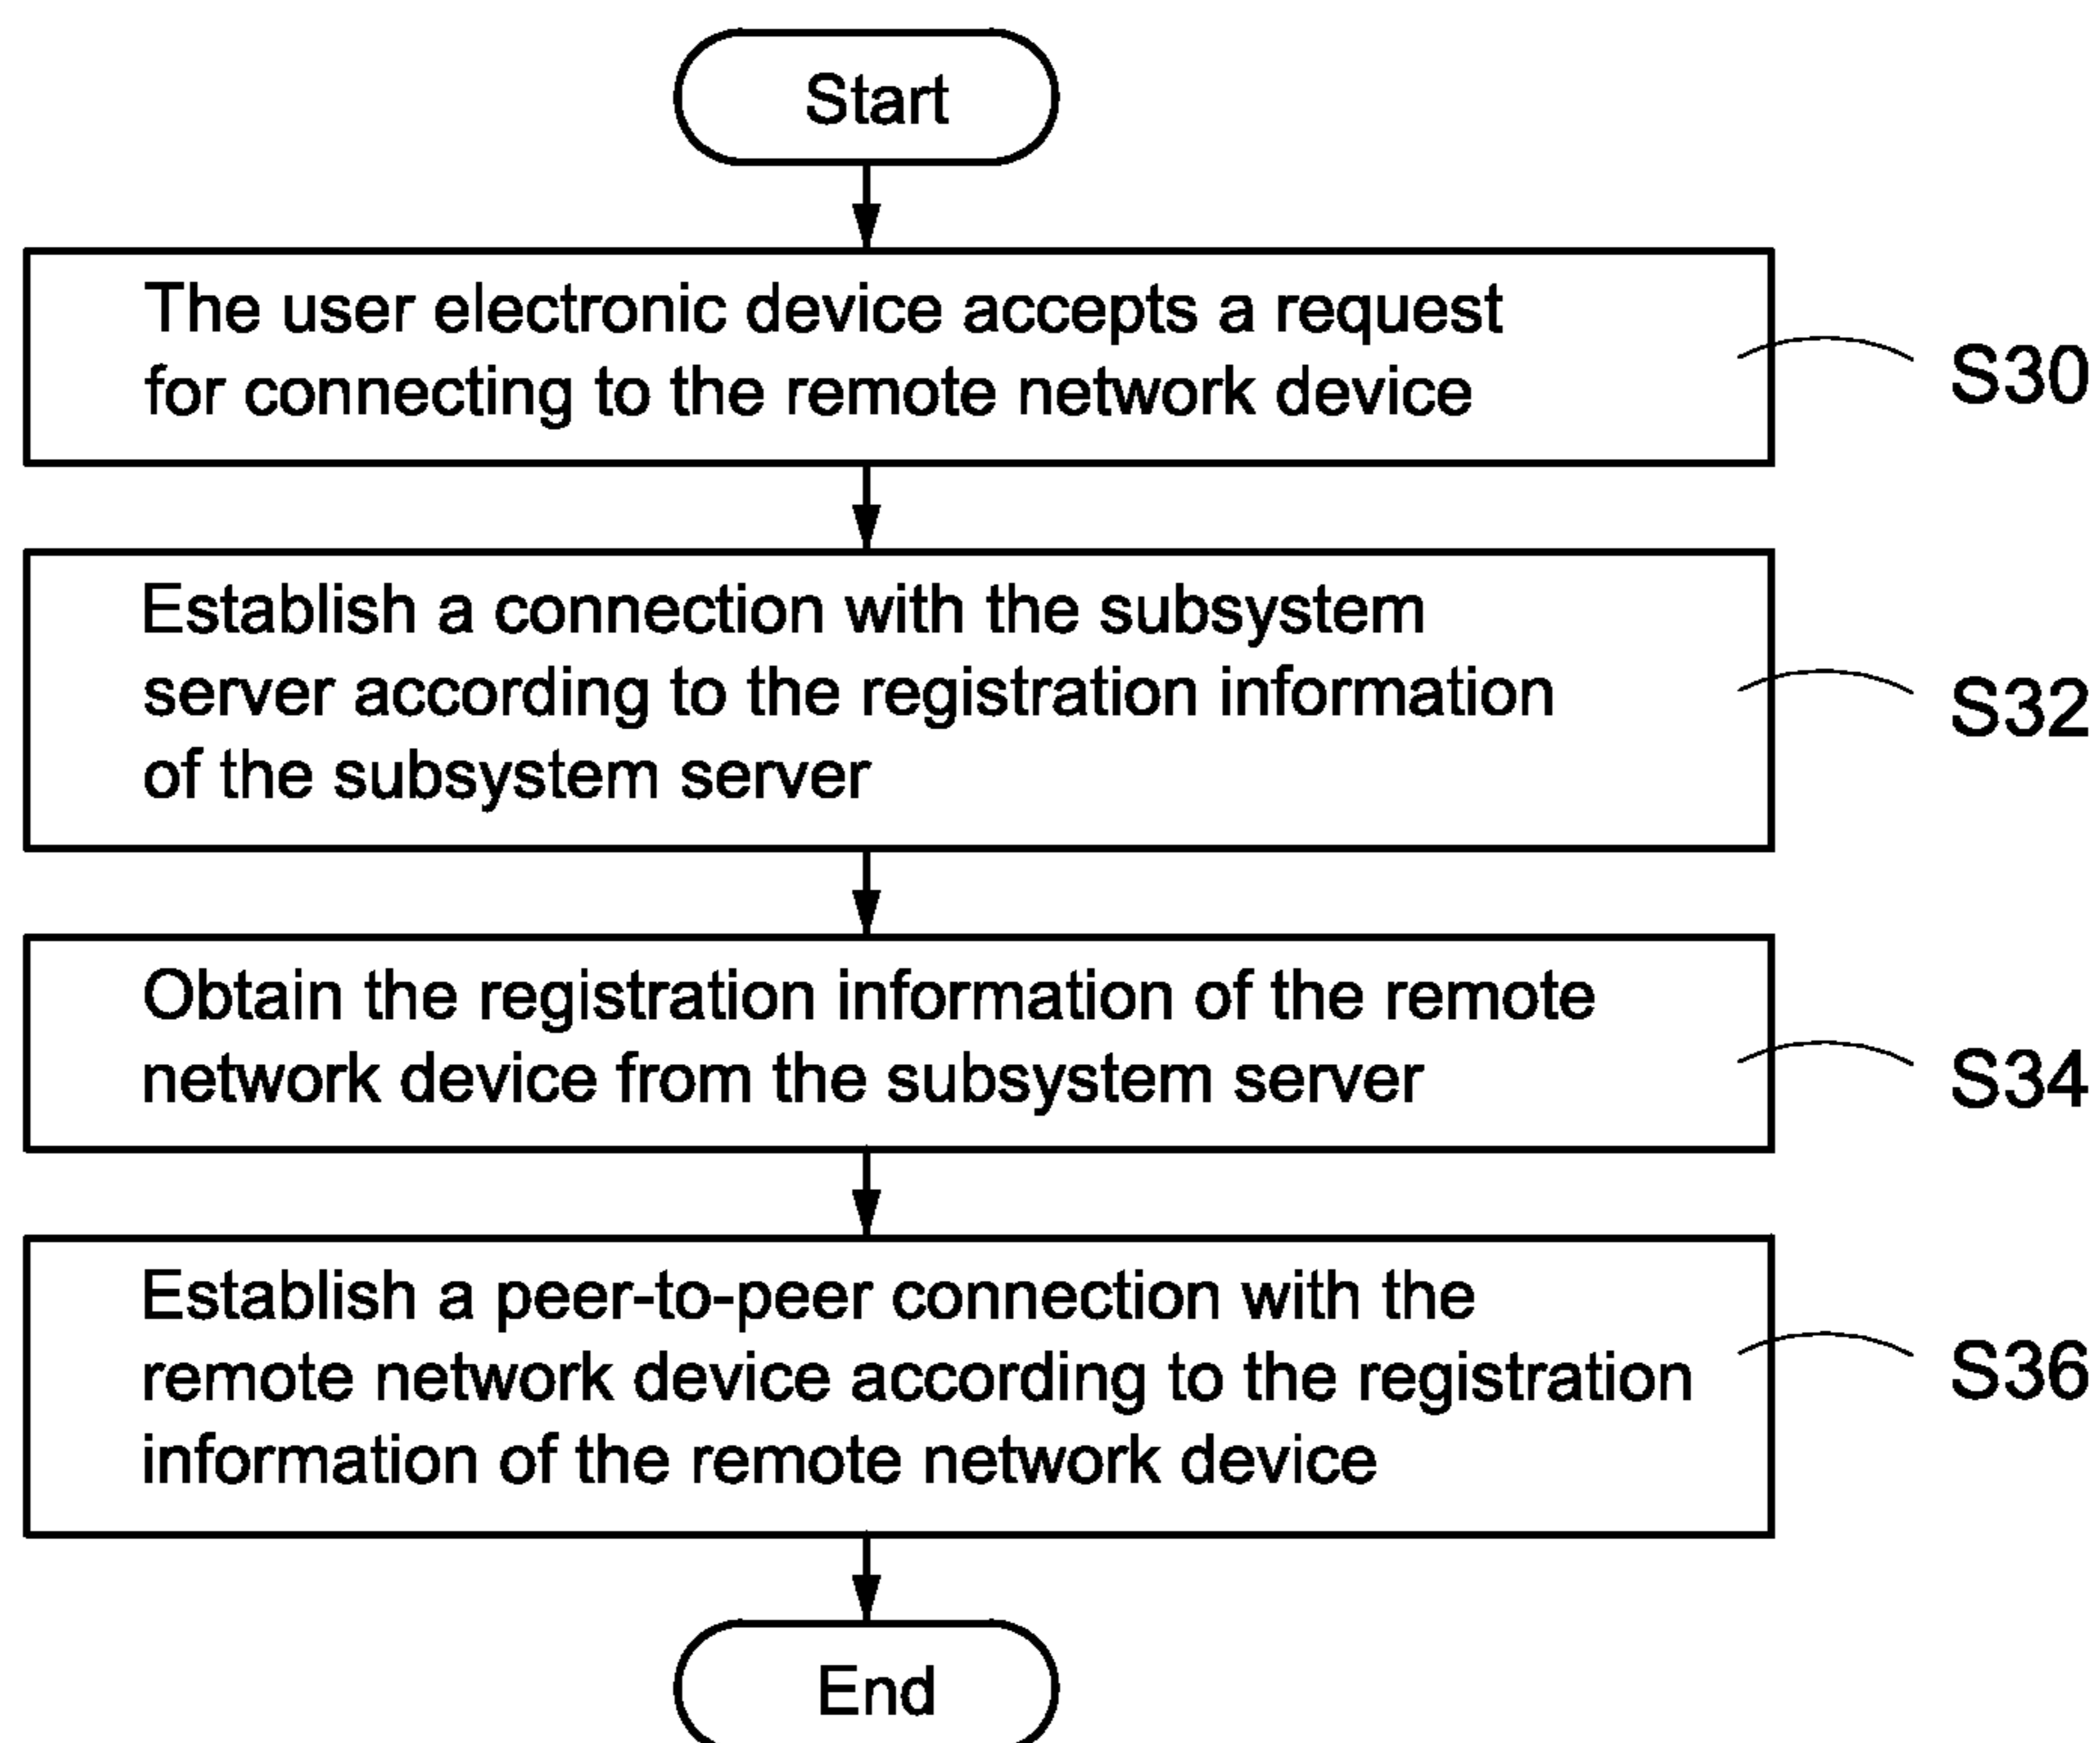 Start
The user electronic device accepts a request
for connecting to the remote network device
S30
Establish a connection with the subsystem
server according to the registration information
of the subsystem server
S32
Obtain the registration information of the remote
network device from the subsystem server
S34
Establish a peer-to-peer connection with the
remote network device according to the registration
information of the remote network device
S36
End